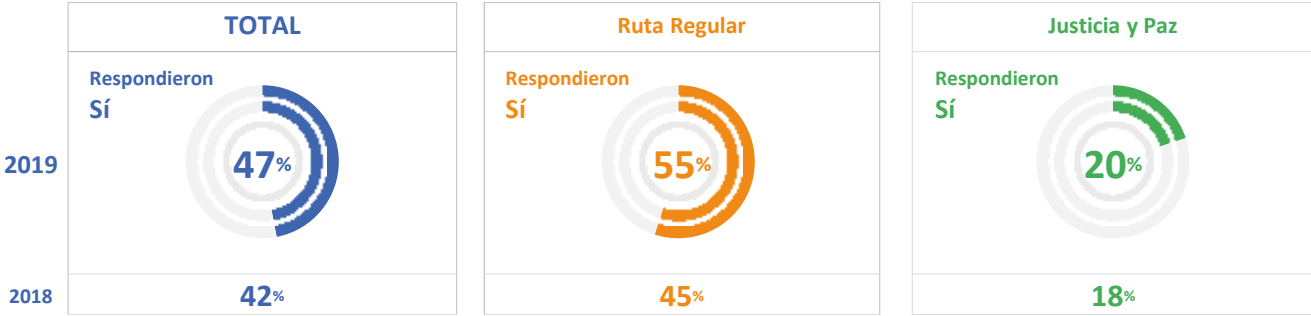 TOTAL
Ruta Regular
Justicia y Paz
Respondieron
Sí
Respondieron
Sí
Respondieron
Sí
2019
47%
55%
20%
2018
42%
45%
18%